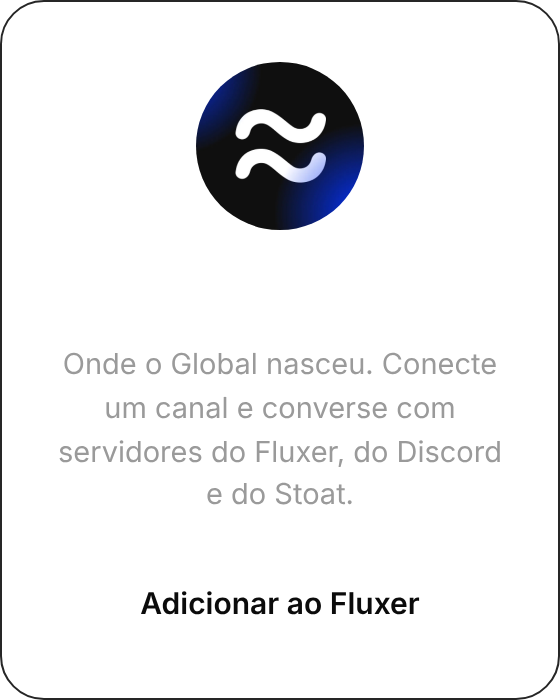 Onde o Global nasceu. Conecte
um canal e converse com
servidores do Fluxer, do Discord
e do Stoat.
Adicionar ao Fluxer